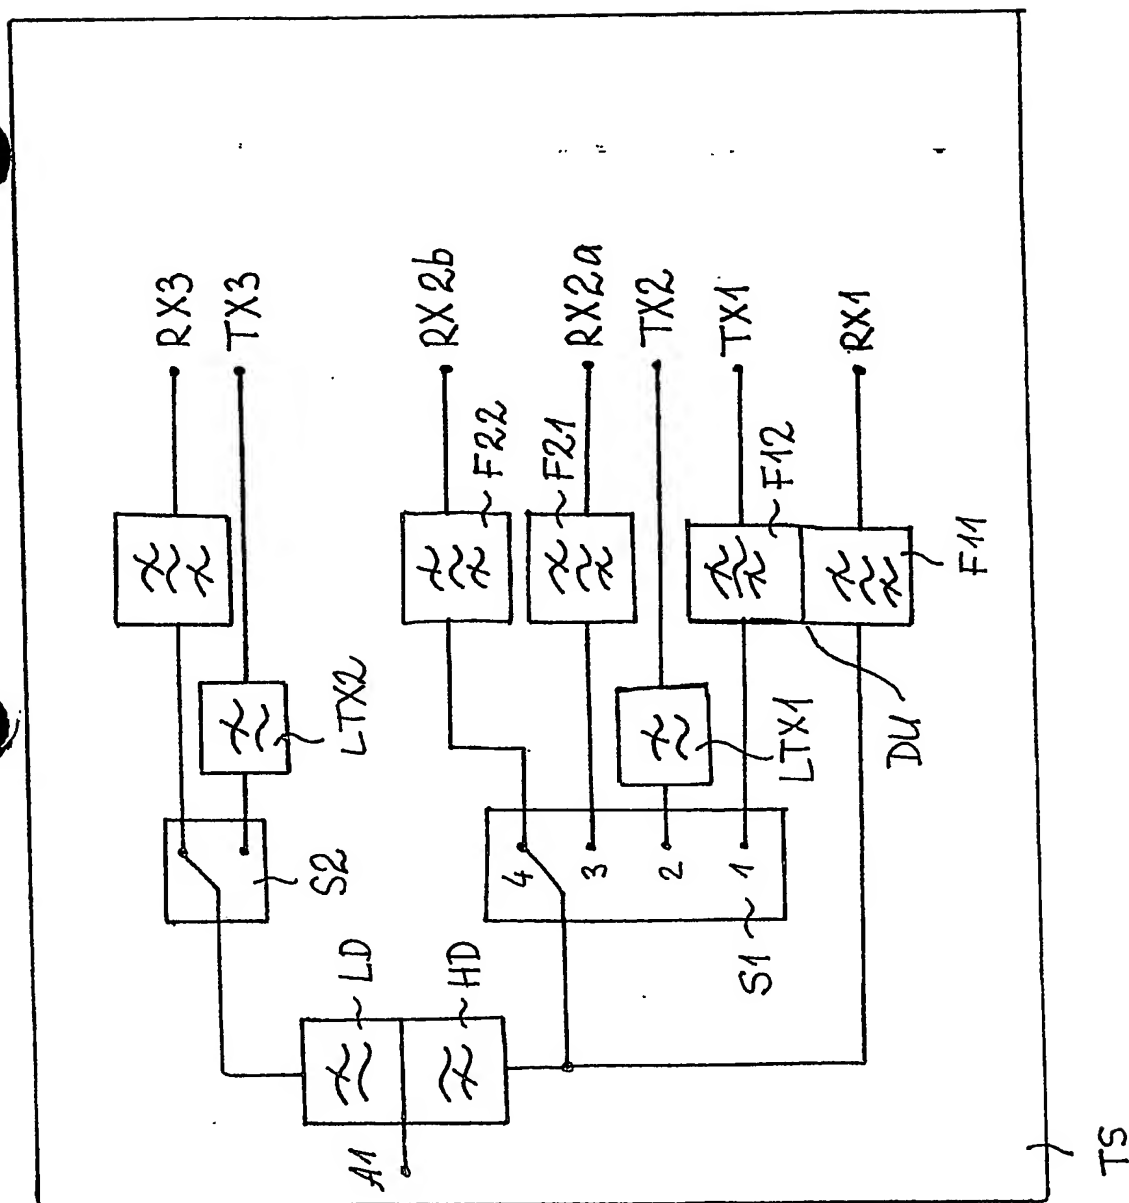 RX3
TX3
RX2b
RX2a
TX2
TX1
RX1
F22
F21
F12
F11
LTX2
LTX1
DU
S2
4
3
2
1
S1
LD
HD
A1
TS